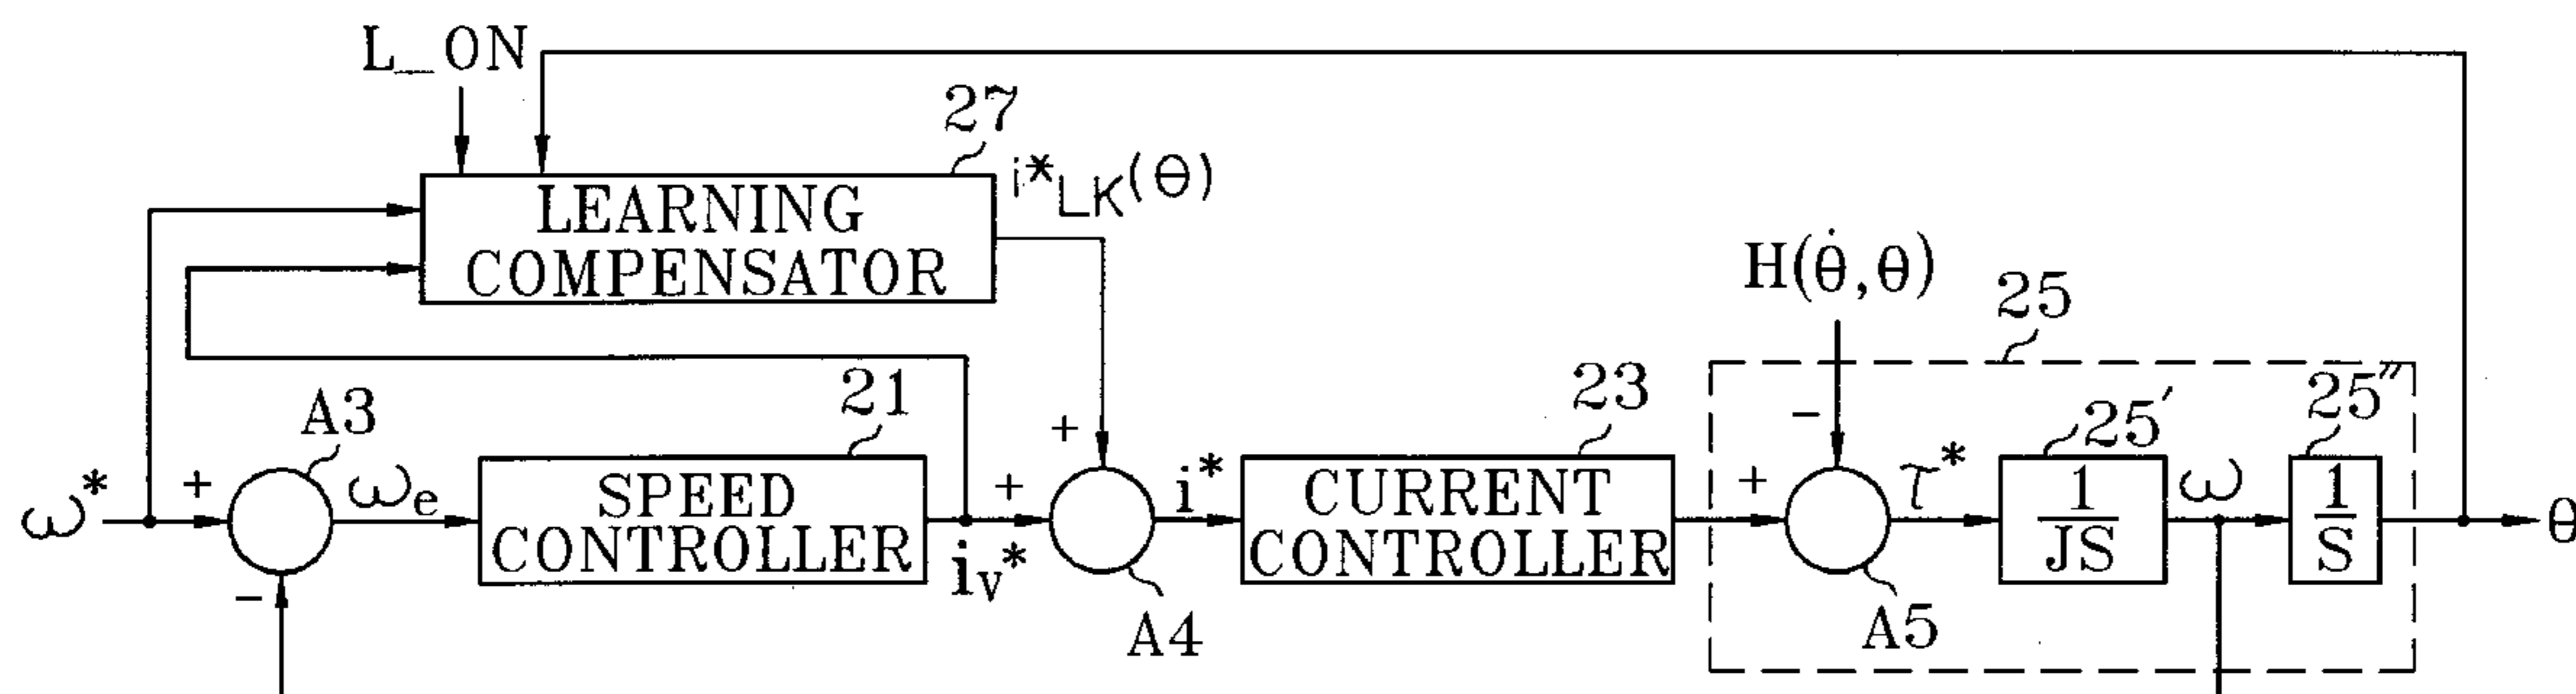 L_ON
27
i*LK(θ)
LEARNING
COMPENSATOR
H(θ̇,θ)
25
A3
21
23
25′
25″
ω*
+
-
ωe
SPEED
CONTROLLER
iv*
+
+
A4
i*
CURRENT
CONTROLLER
+
-
A5
τ*
1
JS
ω
1
S
θ